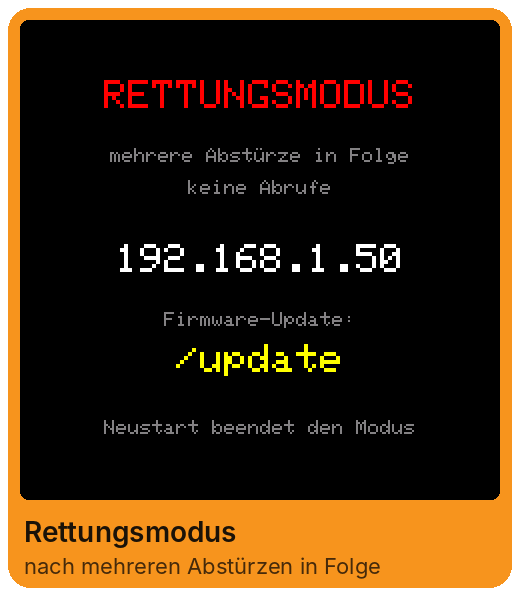 RETTUNGSMODUS
mehrere Abstürze in Folge
keine Abrufe
192.168.1.50
Firmware-Update:
/update
Neustart beendet den Modus
Rettungsmodus
nach mehreren Abstürzen in Folge